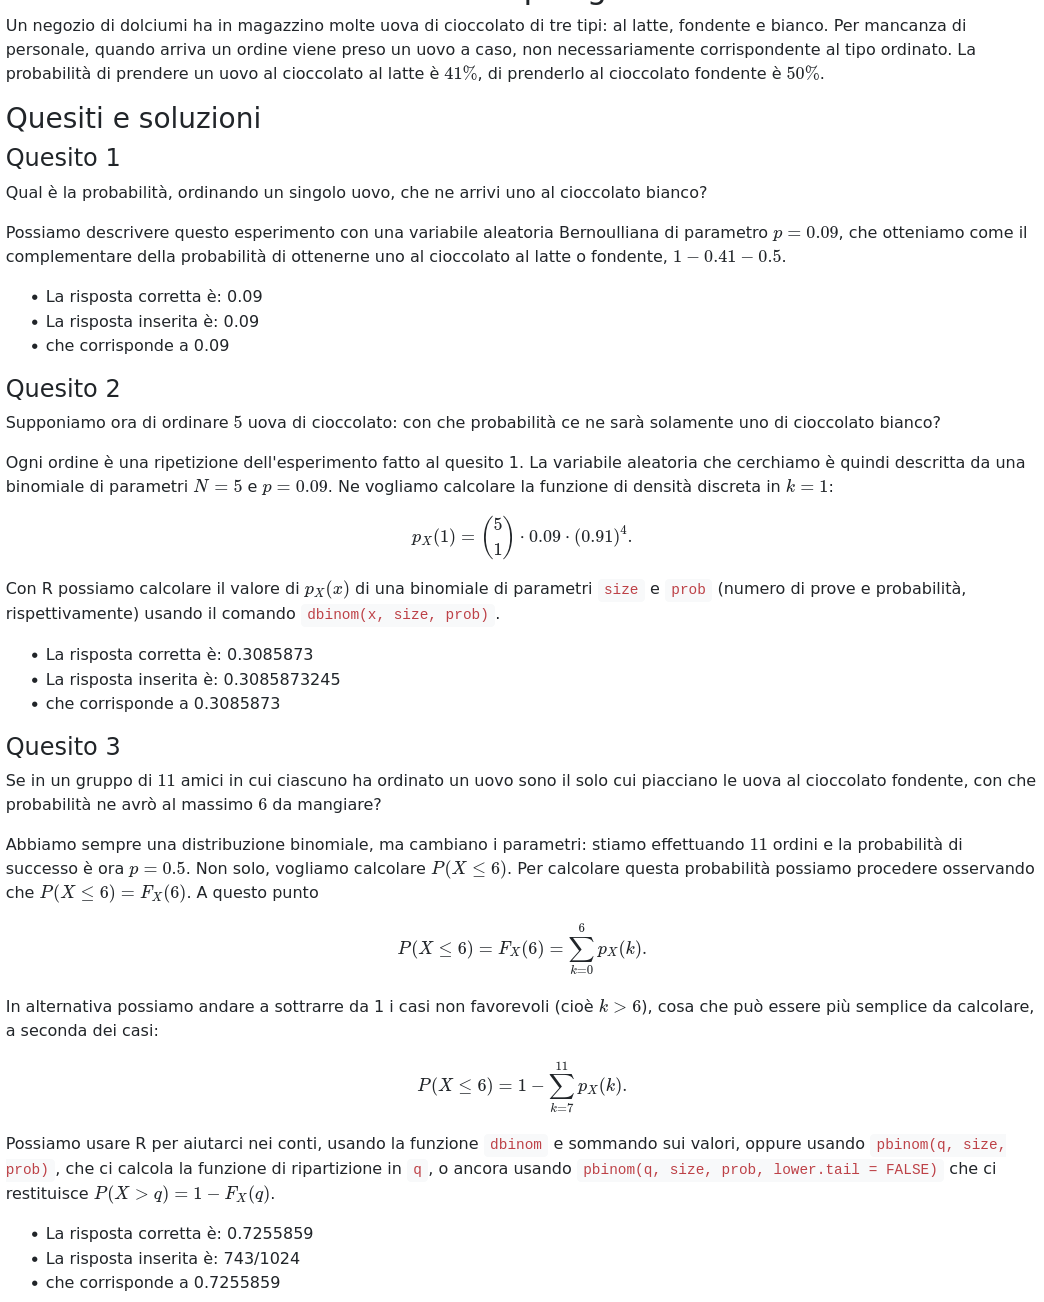 Un negozio di dolciumi ha in magazzino molte uova di cioccolato di tre tipi: al latte, fondente e bianco. Per mancanza di
personale, quando arriva un ordine viene preso un uovo a caso, non necessariamente corrispondente al tipo ordinato. La
probabilità di prendere un uovo al cioccolato al latte è 41%, di prenderlo al cioccolato fondente è 50%.
Quesiti e soluzioni
Quesito 1
Qual è la probabilità, ordinando un singolo uovo, che ne arrivi uno al cioccolato bianco?
Possiamo descrivere questo esperimento con una variabile aleatoria Bernoulliana di parametro p = 0.09, che otteniamo come il
complementare della probabilità di ottenerne uno al cioccolato al latte o fondente, 1 − 0.41 − 0.5.
• La risposta corretta è: 0.09
• La risposta inserita è: 0.09
• che corrisponde a 0.09
Quesito 2
Supponiamo ora di ordinare 5 uova di cioccolato: con che probabilità ce ne sarà solamente uno di cioccolato bianco?
Ogni ordine è una ripetizione dell'esperimento fatto al quesito 1. La variabile aleatoria che cerchiamo è quindi descritta da una
binomiale di parametri N = 5 e p = 0.09. Ne vogliamo calcolare la funzione di densità discreta in k = 1:
p_X(1) = (5 1) · 0.09 · (0.91)^4.
Con R possiamo calcolare il valore di p_X(x) di una binomiale di parametri size e prob (numero di prove e probabilità,
rispettivamente) usando il comando dbinom(x, size, prob).
• La risposta corretta è: 0.3085873
• La risposta inserita è: 0.3085873245
• che corrisponde a 0.3085873
Quesito 3
Se in un gruppo di 11 amici in cui ciascuno ha ordinato un uovo sono il solo cui piacciono le uova al cioccolato fondente, con che
probabilità ne avrò al massimo 6 da mangiare?
Abbiamo sempre una distribuzione binomiale, ma cambiano i parametri: stiamo effettuando 11 ordini e la probabilità di
successo è ora p = 0.5. Non solo, vogliamo calcolare P(X ≤ 6). Per calcolare questa probabilità possiamo procedere osservando
che P(X ≤ 6) = F_X(6). A questo punto
P(X ≤ 6) = F_X(6) = ∑_{k=0}^{6} p_X(k).
In alternativa possiamo andare a sottrarre da 1 i casi non favorevoli (cioè k > 6), cosa che può essere più semplice da calcolare,
a seconda dei casi:
P(X ≤ 6) = 1 − ∑_{k=7}^{11} p_X(k).
Possiamo usare R per aiutarci nei conti, usando la funzione dbinom e sommando sui valori, oppure usando pbinom(q, size,
prob), che ci calcola la funzione di ripartizione in q, o ancora usando pbinom(q, size, prob, lower.tail = FALSE) che ci
restituisce P(X > q) = 1 − F_X(q).
• La risposta corretta è: 0.7255859
• La risposta inserita è: 743/1024
• che corrisponde a 0.7255859